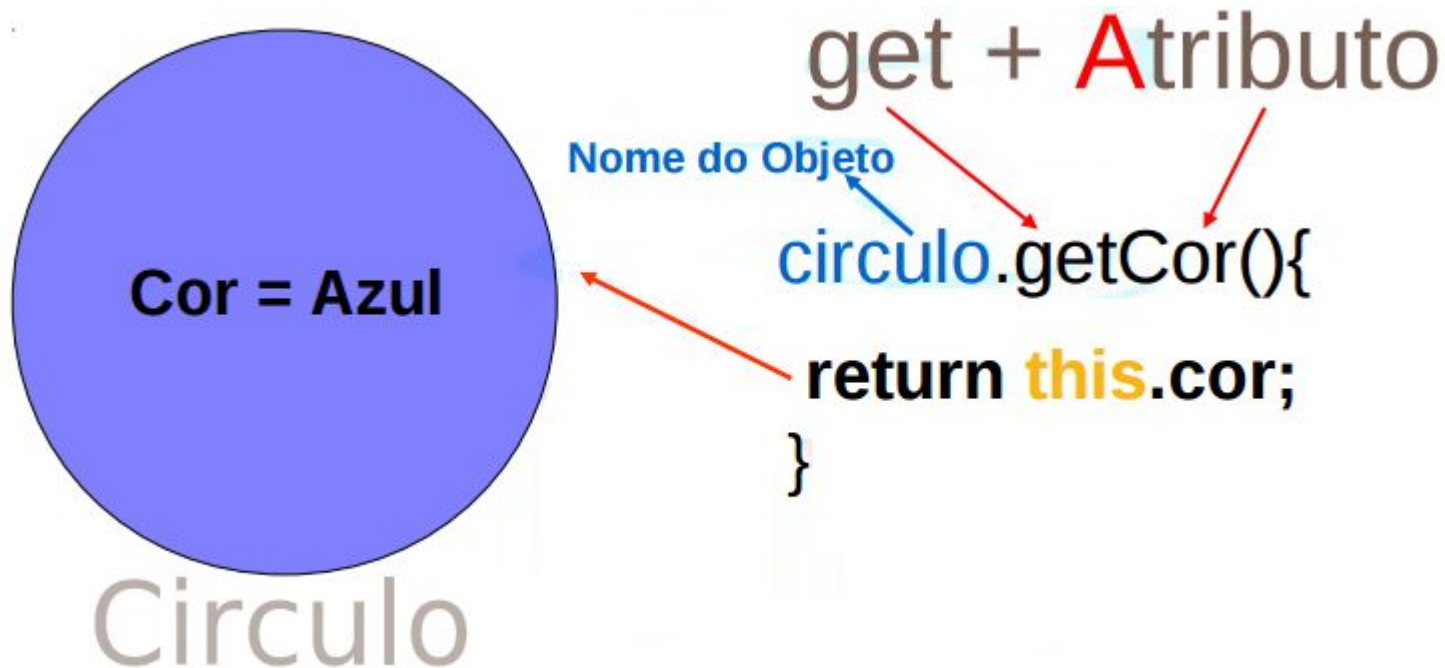 get + Atributo
Nome do Objeto
circulo.getCor(){
Cor = Azul
return this.cor;
}
Circulo